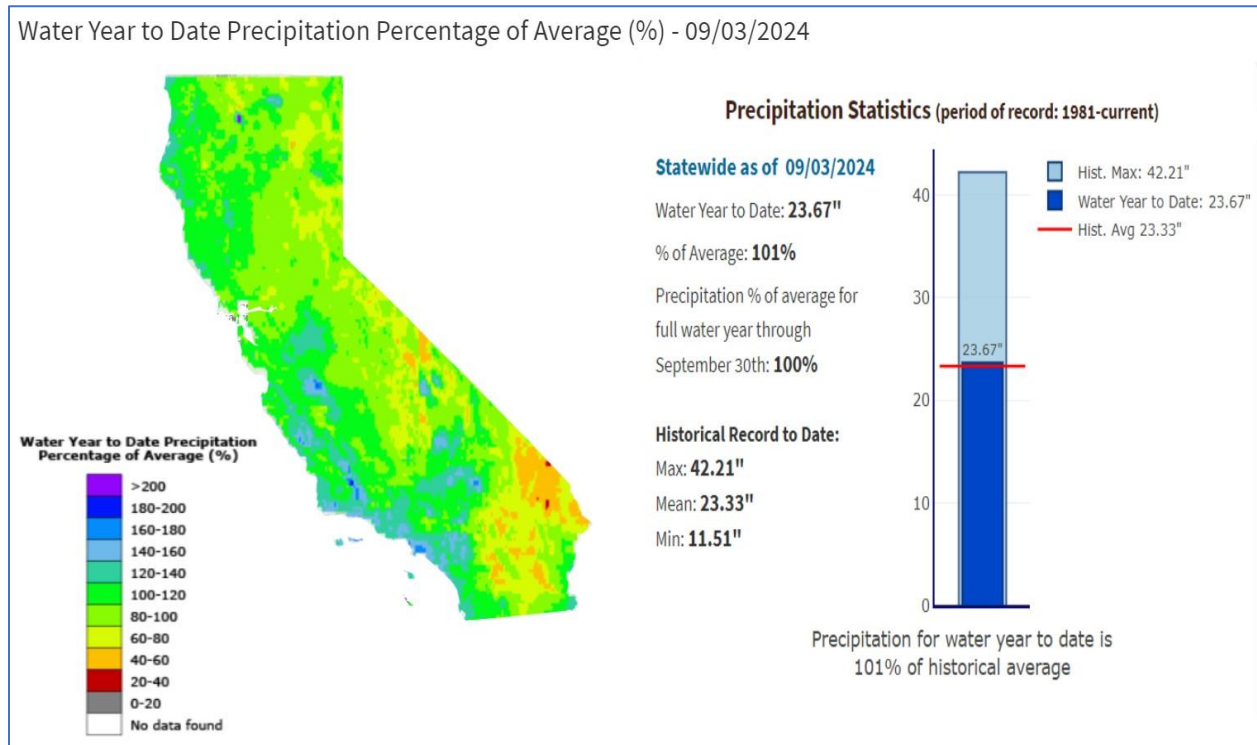 Water Year to Date Precipitation Percentage of Average (%) - 09/03/2024
Water Year to Date Precipitation
Percentage of Average (%)
>200
180-200
160-180
140-160
120-140
100-120
80-100
60-80
40-60
20-40
0-20
No data found
Precipitation Statistics (period of record: 1981-current)
Statewide as of 09/03/2024
Water Year to Date: 23.67"
% of Average: 101%
Precipitation % of average for
full water year through
September 30th: 100%
Historical Record to Date:
Max: 42.21"
Mean: 23.33"
Min: 11.51"
40
30
20
10
0
23.67"
Hist. Max: 42.21"
Water Year to Date: 23.67"
Hist. Avg 23.33"
Precipitation for water year to date is
101% of historical average